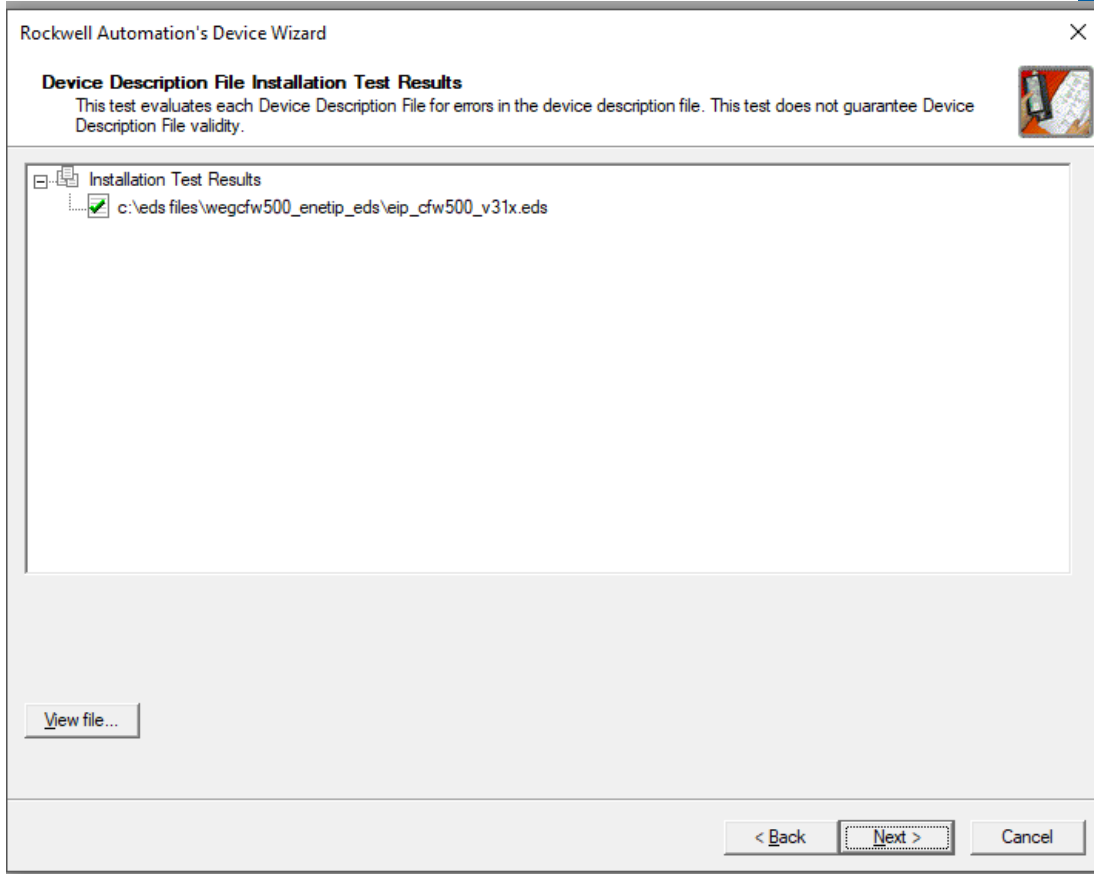 Rockwell Automation's Device Wizard
Device Description File Installation Test Results
This test evaluates each Device Description File for errors in the device description file. This test does not guarantee Device
Description File validity.
Installation Test Results
c:\eds files\wegcfw500_enetip_eds\eip_cfw500_v31x.eds
View file...
< Back
Next >
Cancel